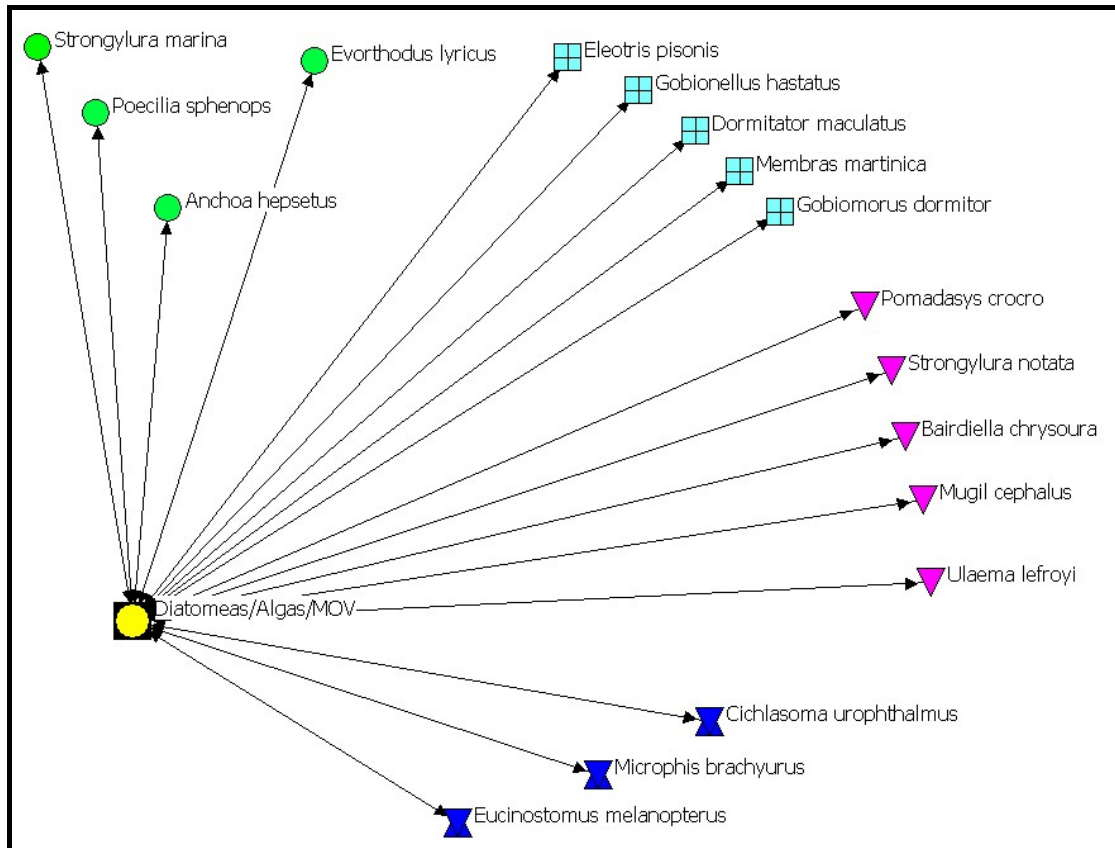 Strongylura marina
Evorthodus lyricus
Eleotris pisonis
Gobionellus hastatus
Poecilia sphenops
Dormitator maculatus
Membras martinica
Anchoa hepsetus
Gobiomorus dormitor
Pomadasys crocro
Strongylura notata
Bairdiella chrysoura
Mugil cephalus
Ulaema lefroyi
Diatomeas/Algas/MOV
Cichlasoma urophthalmus
Microphis brachyurus
Eucinostomus melanopterus